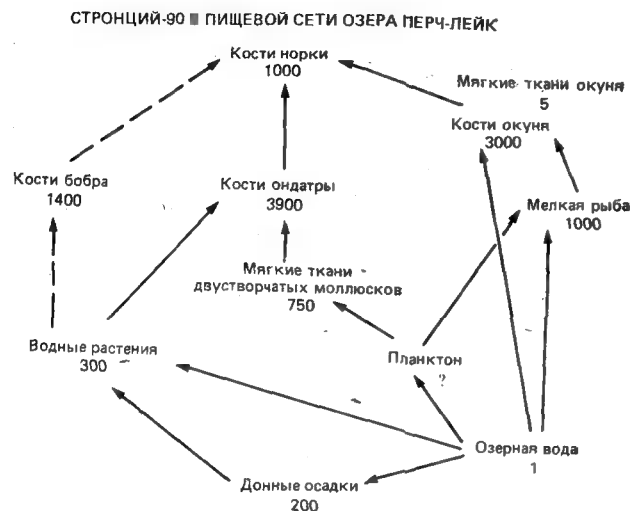 СТРОНЦИЙ-90 В ПИЩЕВОЙ СЕТИ ОЗЕРА ПЕРЧ-ЛЕЙК
Кости норки
1000
Мягкие ткани окуня
5
Кости окуня
3000
Кости бобра
1400
Кости ондатры
3900
Мелкая рыба
1000
Мягкие ткани
двустворчатых моллюсков
750
Водные растения
300
Планктон
?
Озерная вода
1
Донные осадки
200